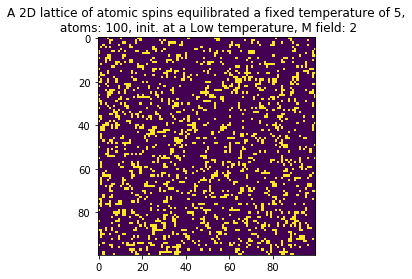 A 2D lattice of atomic spins equilibrated a fixed temperature of 5,
atoms: 100, init. at a Low temperature, M field: 2
0
20
40
60
80
0 20 40 60 80